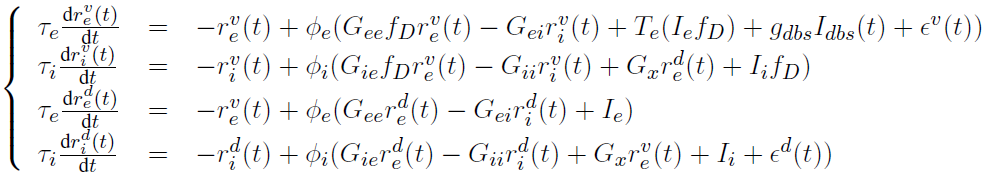 τ_e dr_e^v(t)/dt = −r_e^v(t) + ϕ_e(G_ee f_D r_e^v(t) − G_ei r_i^v(t) + T_e(I_e f_D) + g_dbs I_dbs(t) + ϵ^v(t))
τ_i dr_i^v(t)/dt = −r_i^v(t) + ϕ_i(G_ie f_D r_e^v(t) − G_ii r_i^v(t) + G_x r_e^d(t) + I_i f_D)
τ_e dr_e^d(t)/dt = −r_e^v(t) + ϕ_e(G_ee r_e^d(t) − G_ei r_i^d(t) + I_e)
τ_i dr_i^d(t)/dt = −r_i^d(t) + ϕ_i(G_ie r_e^d(t) − G_ii r_i^d(t) + G_x r_e^v(t) + I_i + ϵ^d(t))